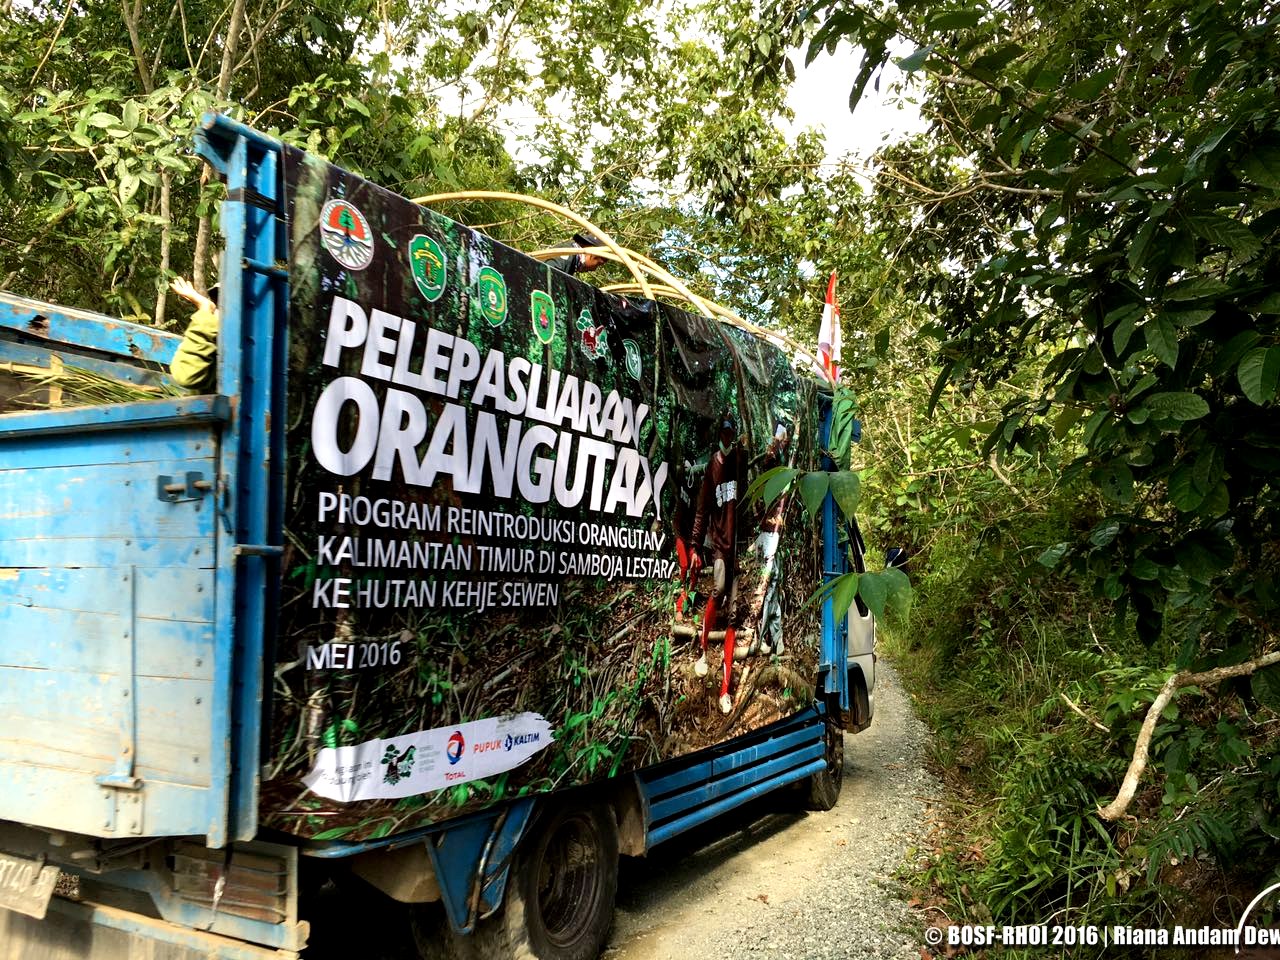 PELEPASLIARAN
ORANGUTAN
PROGRAM REINTRODUKSI ORANGUTAN
KALIMANTAN TIMUR DI SAMBOJA LESTARI
KE HUTAN KEHJE SEWEN
MEI 2016
TOTAL
PUPUK KALTIM
© BOSF-RHOI 2016 | Riana Andam Dew